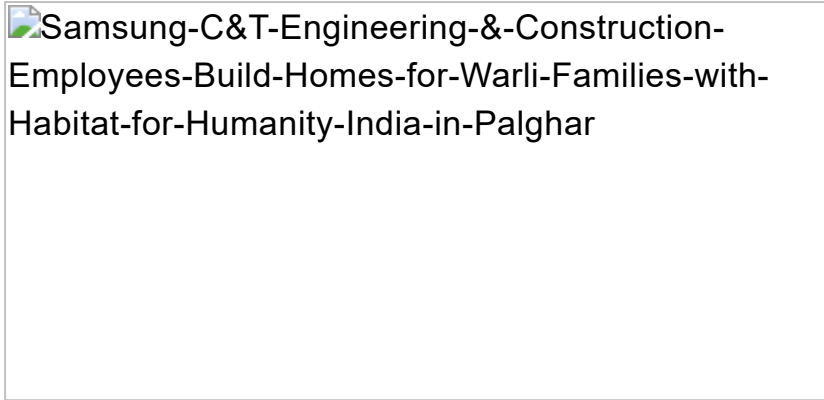 Samsung-C&T-Engineering-&-Construction-
Employees-Build-Homes-for-Warli-Families-with-
Habitat-for-Humanity-India-in-Palghar